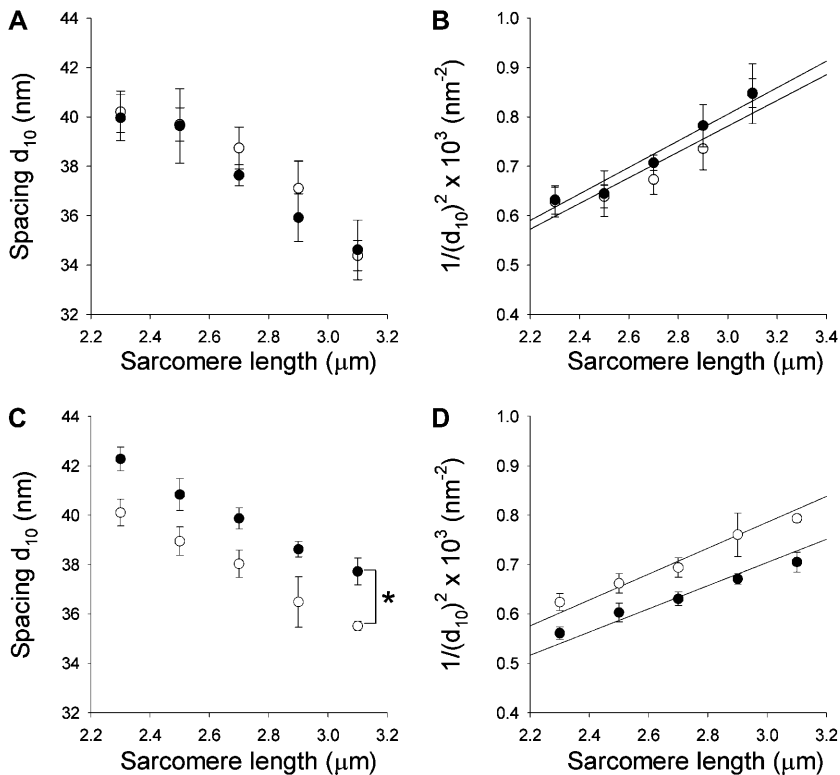 A
Spacing d10 (nm)
44
42
40
38
36
34
32
2.2 2.4 2.6 2.8 3.0 3.2
Sarcomere length (μm)
B
1/(d10)2 x 103 (nm-2)
1.0
0.9
0.8
0.7
0.6
0.5
0.4
2.2 2.4 2.6 2.8 3.0 3.2 3.4
Sarcomere length (μm)
C
Spacing d10 (nm)
44
42
40
38
36
34
32
*
2.2 2.4 2.6 2.8 3.0 3.2
Sarcomere length (μm)
D
1/(d10)2 x 103 (nm-2)
1.0
0.9
0.8
0.7
0.6
0.5
0.4
2.2 2.4 2.6 2.8 3.0 3.2
Sarcomere length (μm)